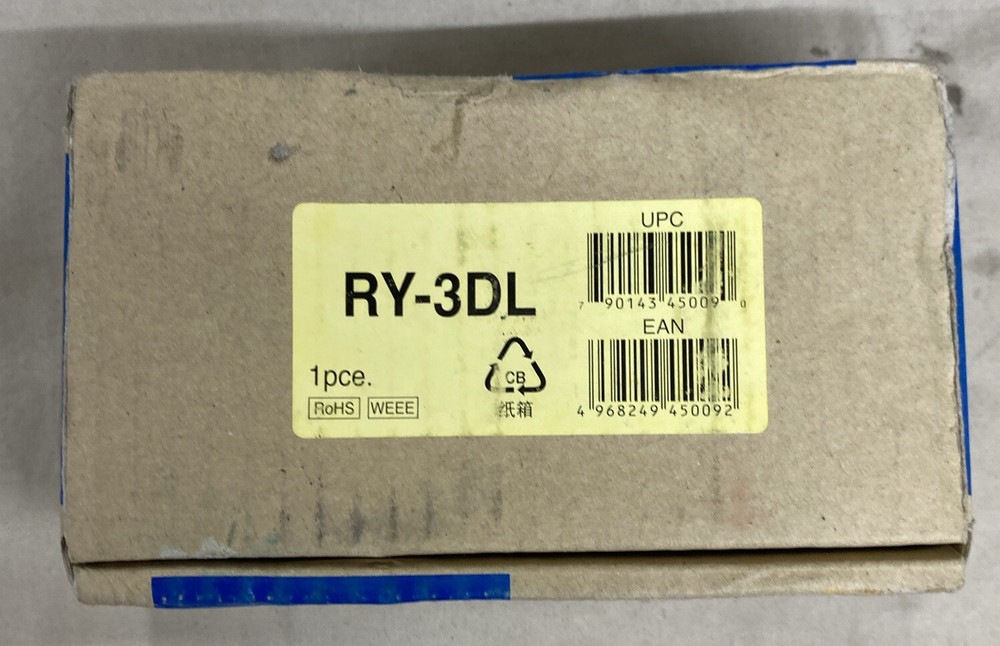 UPC
RY-3DL
7 90143 45009 0
EAN
1pce.
CB
RoHS WEEE
纸箱
4 968249 450092